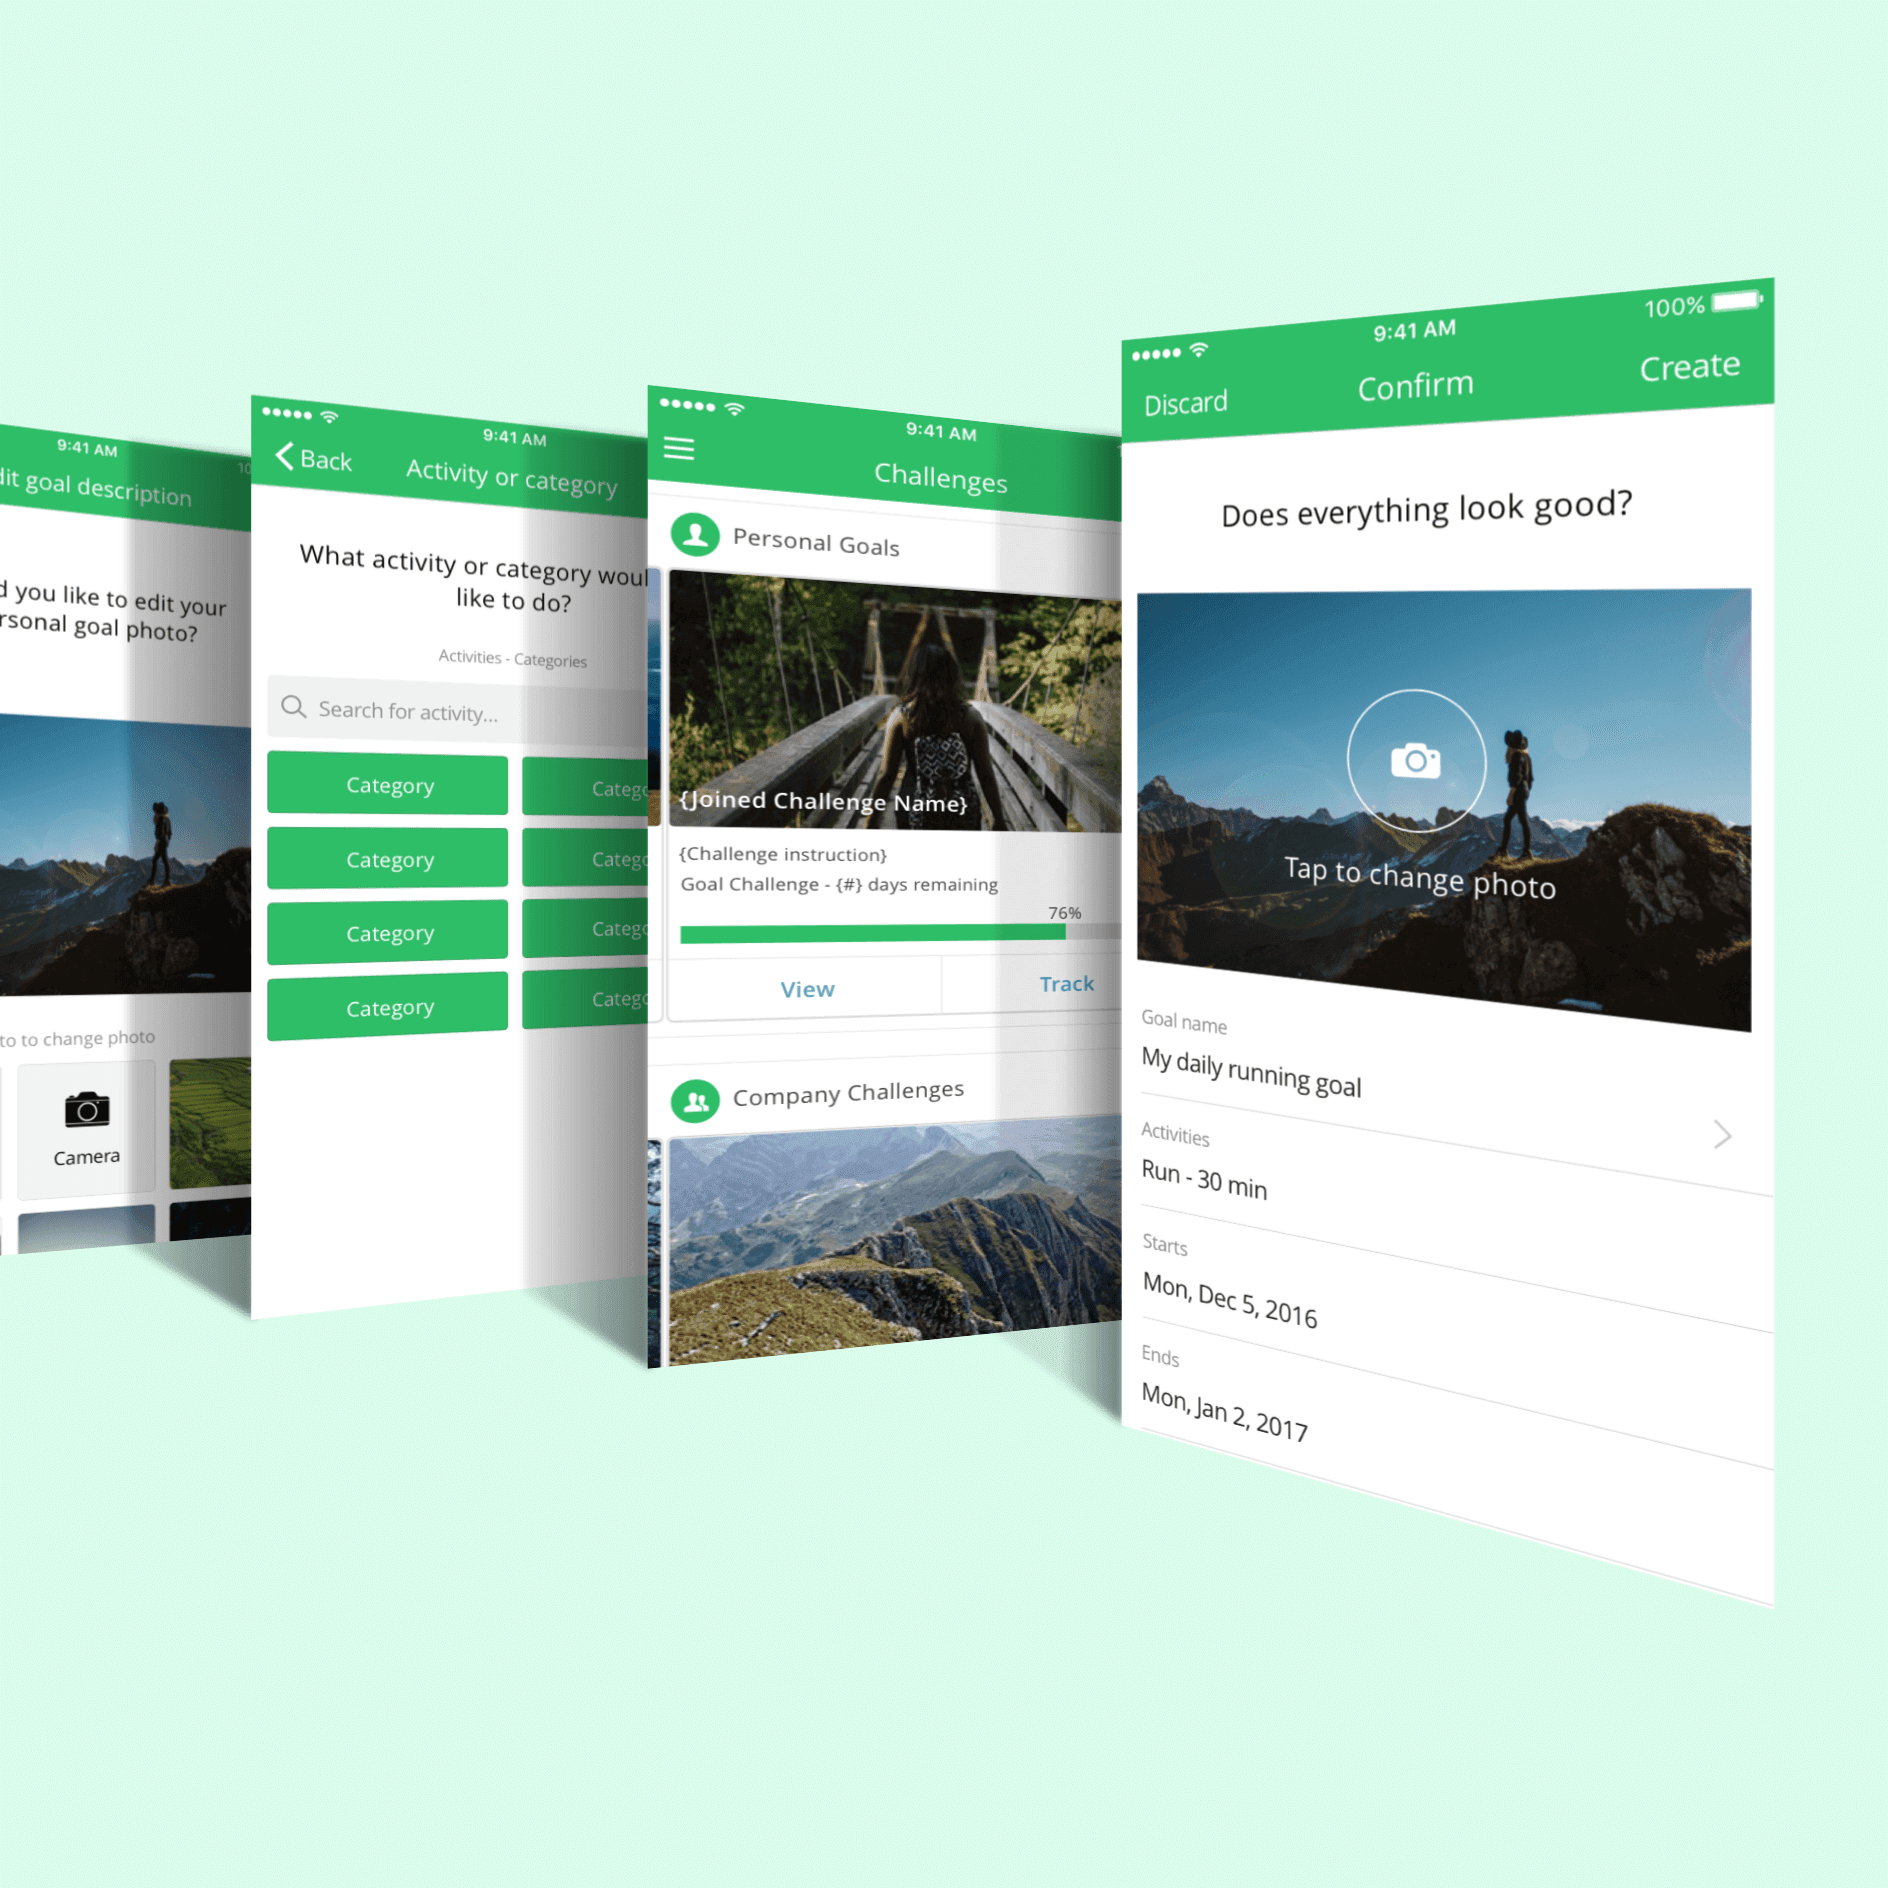 9:41 AM
dit goal description
d you like to edit your
rsonal goal photo?
to to change photo
Camera
9:41 AM
Back
Activity or category
What activity or category woul
like to do?
Activities - Categories
Search for activity...
Category
Catego
Category
Catego
Category
Catego
Category
Catego
9:41 AM
Challenges
Personal Goals
{Joined Challenge Name}
{Challenge instruction}
Goal Challenge - {#} days remaining
76%
View
Track
Company Challenges
9:41 AM
100%
Discard
Confirm
Create
Does everything look good?
Tap to change photo
Goal name
My daily running goal
Activities
Run - 30 min
Starts
Mon, Dec 5, 2016
Ends
Mon, Jan 2, 2017